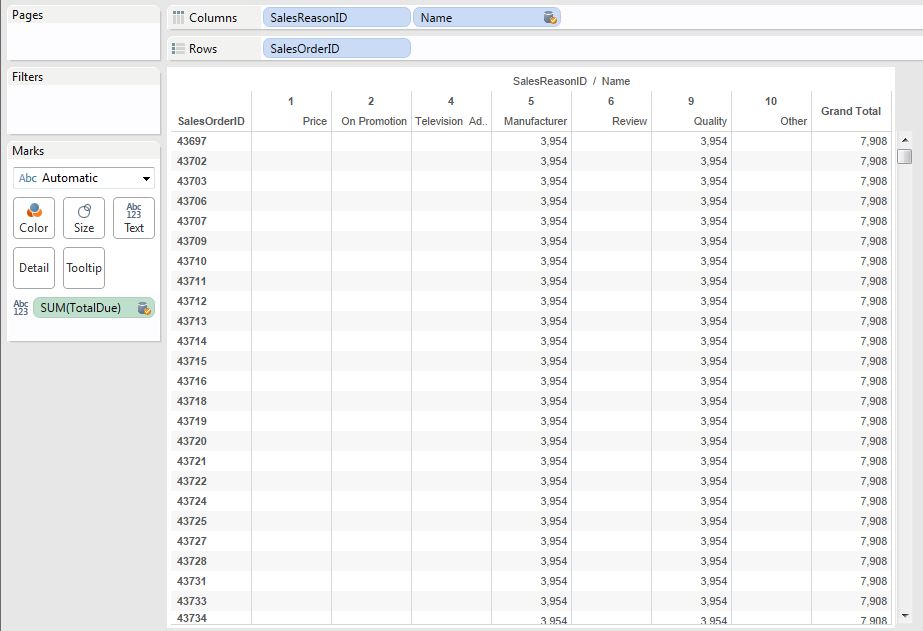 Pages
Columns SalesReasonID Name
Rows SalesOrderID
Filters
Marks
Abc Automatic
Color Size Abc 123 Text
Detail Tooltip
Abc 123 SUM(TotalDue)
SalesReasonID / Name
1 2 4 5 6 9 10 Grand Total
SalesOrderID Price On Promotion Television Ad.. Manufacturer Review Quality Other
43697 3,954 3,954 7,908
43702 3,954 3,954 7,908
43703 3,954 3,954 7,908
43706 3,954 3,954 7,908
43707 3,954 3,954 7,908
43709 3,954 3,954 7,908
43710 3,954 3,954 7,908
43711 3,954 3,954 7,908
43712 3,954 3,954 7,908
43713 3,954 3,954 7,908
43714 3,954 3,954 7,908
43715 3,954 3,954 7,908
43716 3,954 3,954 7,908
43718 3,954 3,954 7,908
43719 3,954 3,954 7,908
43720 3,954 3,954 7,908
43721 3,954 3,954 7,908
43722 3,954 3,954 7,908
43724 3,954 3,954 7,908
43725 3,954 3,954 7,908
43727 3,954 3,954 7,908
43728 3,954 3,954 7,908
43731 3,954 3,954 7,908
43733 3,954 3,954 7,908
43734 3,954 3,954 7,908